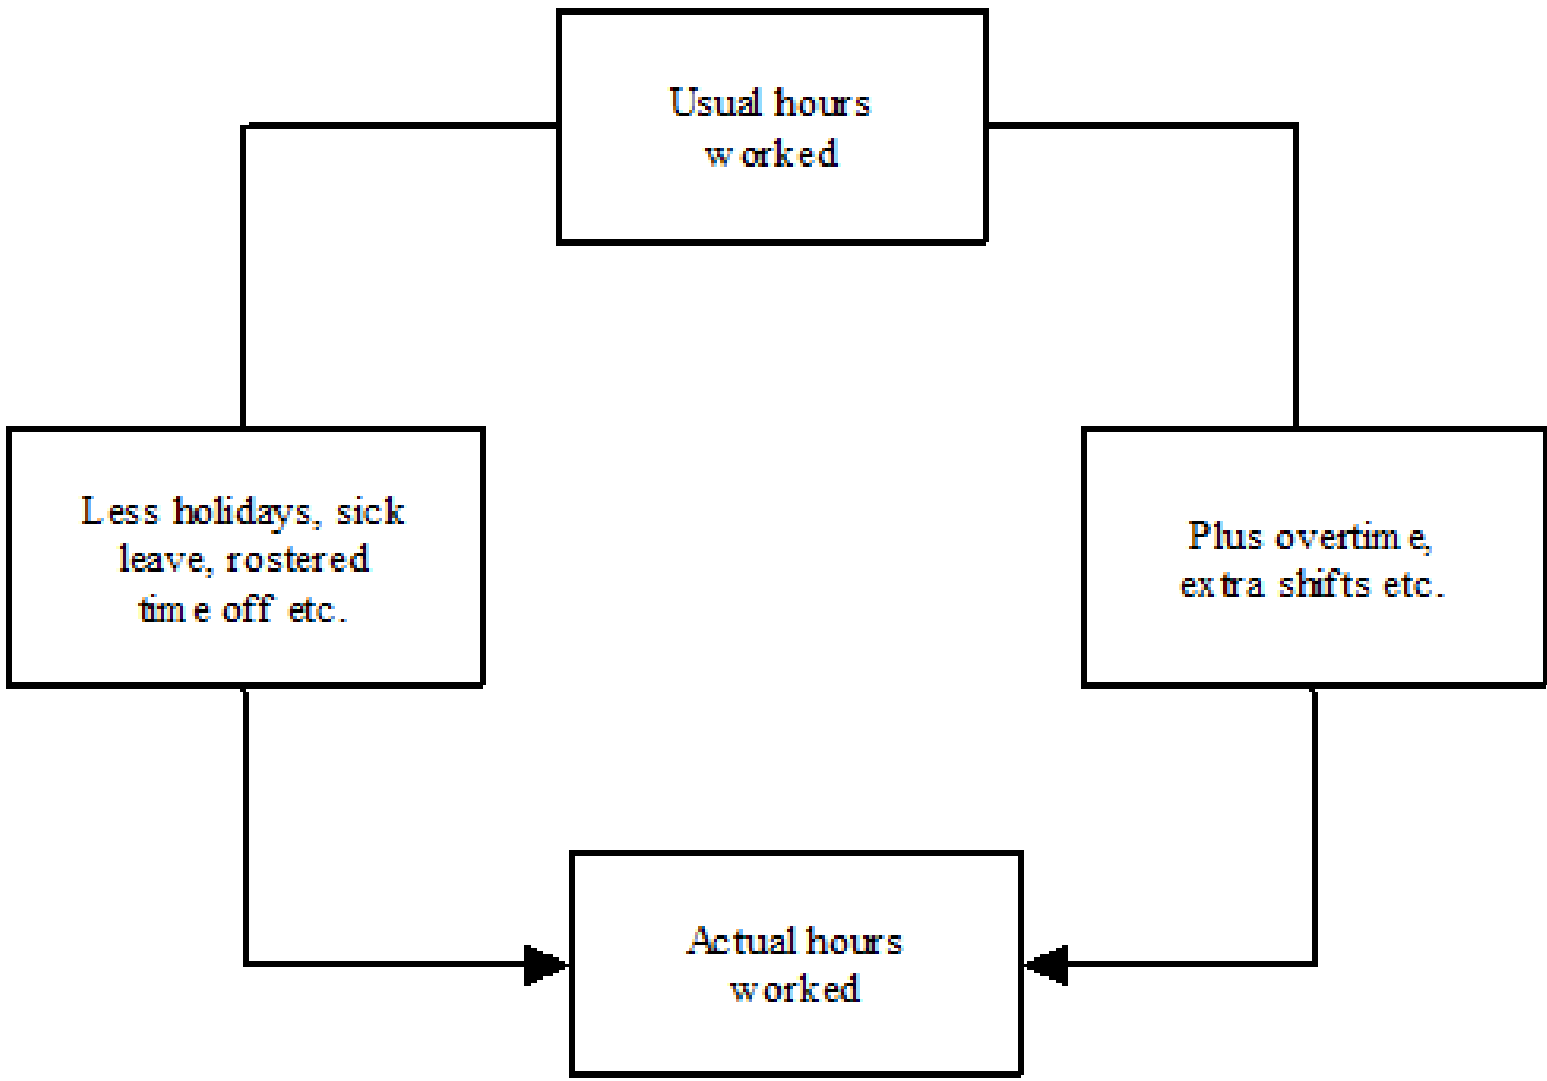 Usual hours
worked
Less holidays, sick
leave, rostered
time off etc.
Plus overtime,
extra shifts etc.
Actual hours
worked